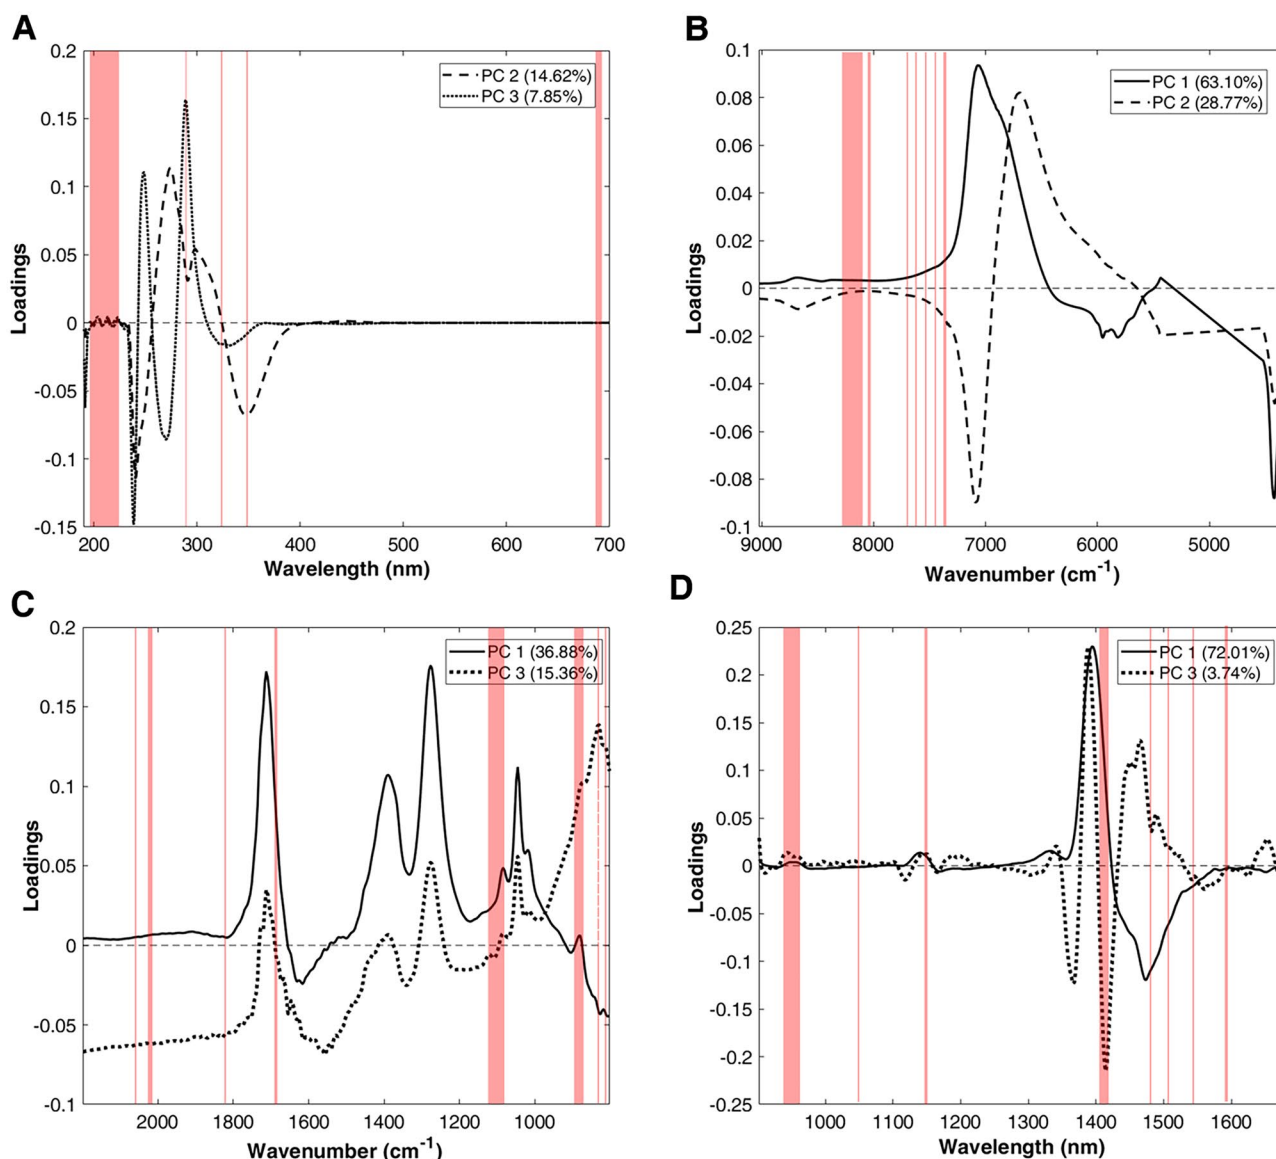 A
0.2
0.15
0.1
0.05
0
-0.05
-0.1
-0.15
Loadings
200 300 400 500 600 700
Wavelength (nm)
PC 2 (14.62%)
PC 3 (7.85%)
B
0.1
0.08
0.06
0.04
0.02
0
-0.02
-0.04
-0.06
-0.08
-0.1
Loadings
9000 8000 7000 6000 5000
Wavenumber (cm-1)
PC 1 (63.10%)
PC 2 (28.77%)
C
0.2
0.15
0.1
0.05
0
-0.05
-0.1
Loadings
2000 1800 1600 1400 1200 1000
Wavenumber (cm-1)
PC 1 (36.88%)
PC 3 (15.36%)
D
0.25
0.2
0.15
0.1
0.05
0
-0.05
-0.1
-0.15
-0.2
-0.25
Loadings
1000 1100 1200 1300 1400 1500 1600
Wavelength (nm)
PC 1 (72.01%)
PC 3 (3.74%)